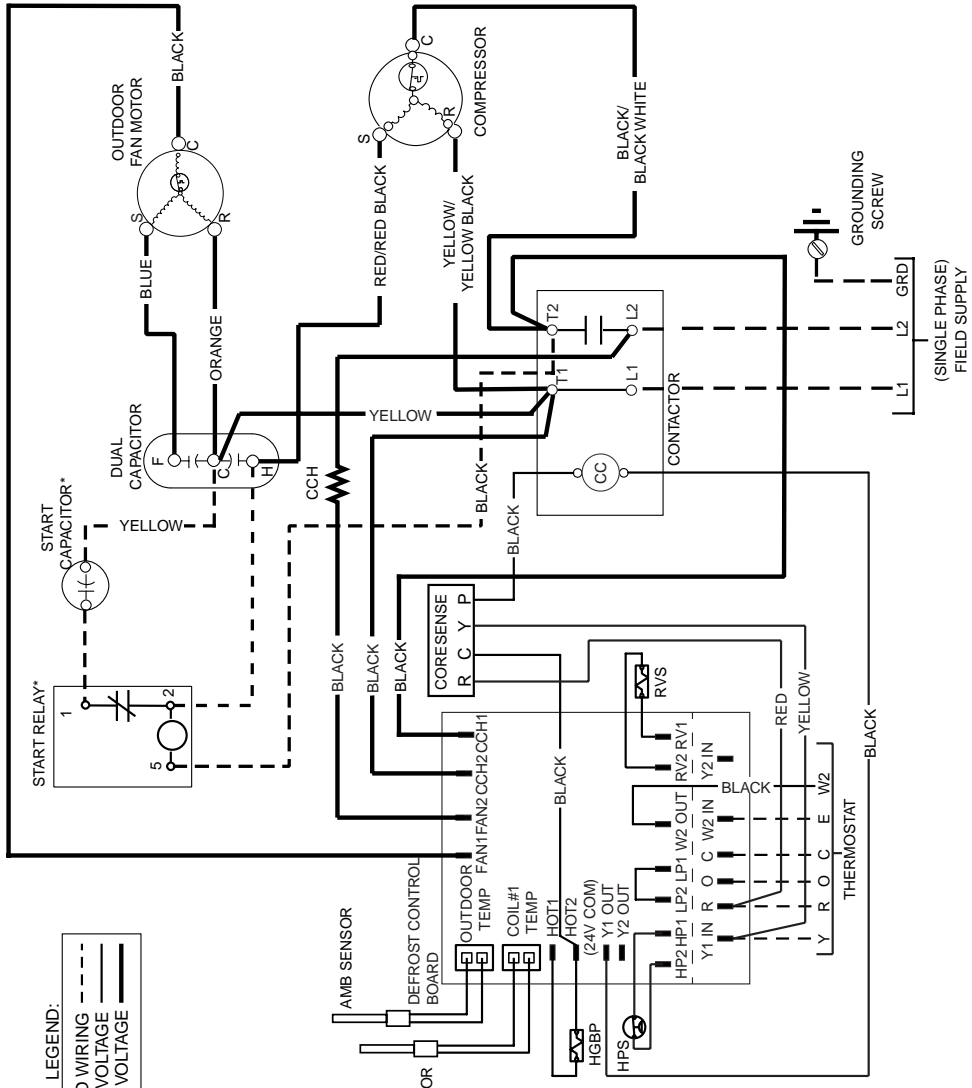 BLACK
OUTDOOR
FAN MOTOR
S
C
R
BLUE
ORANGE
COMPRESSOR
C
S
R
RED/RED BLACK
YELLOW/
YELLOW BLACK
BLACK/
BLACK WHITE
GROUNDING
SCREW
DUAL
CAPACITOR
F
C
H
START
CAPACITOR*
YELLOW
START RELAY*
1
2
5
YELLOW
CCH
BLACK
T2
T1
L2
L1
CC
CONTACTOR
GRD
L2
L1
(SINGLE PHASE)
FIELD SUPPLY
BLACK
BLACK
BLACK
BLACK
CORESENSE
R C Y P
RVS
LEGEND:
WIRING
VOLTAGE
VOLTAGE
AMB SENSOR
DEFROST CONTROL
BOARD
FAN1 FAN2 CCH2 CCH1
OUTDOOR
TEMP
COIL#1
TEMP
HOT1
HOT2
(24V COM)
Y1 OUT
Y2 OUT
BLACK
HGBP
HPS
HP2 HP1 LP2 LP1 W2 OUT RV2 RV1
Y1 IN R O C W2 IN Y2 IN
BLACK
RED
YELLOW
BLACK
Y R O C E W2
THERMOSTAT